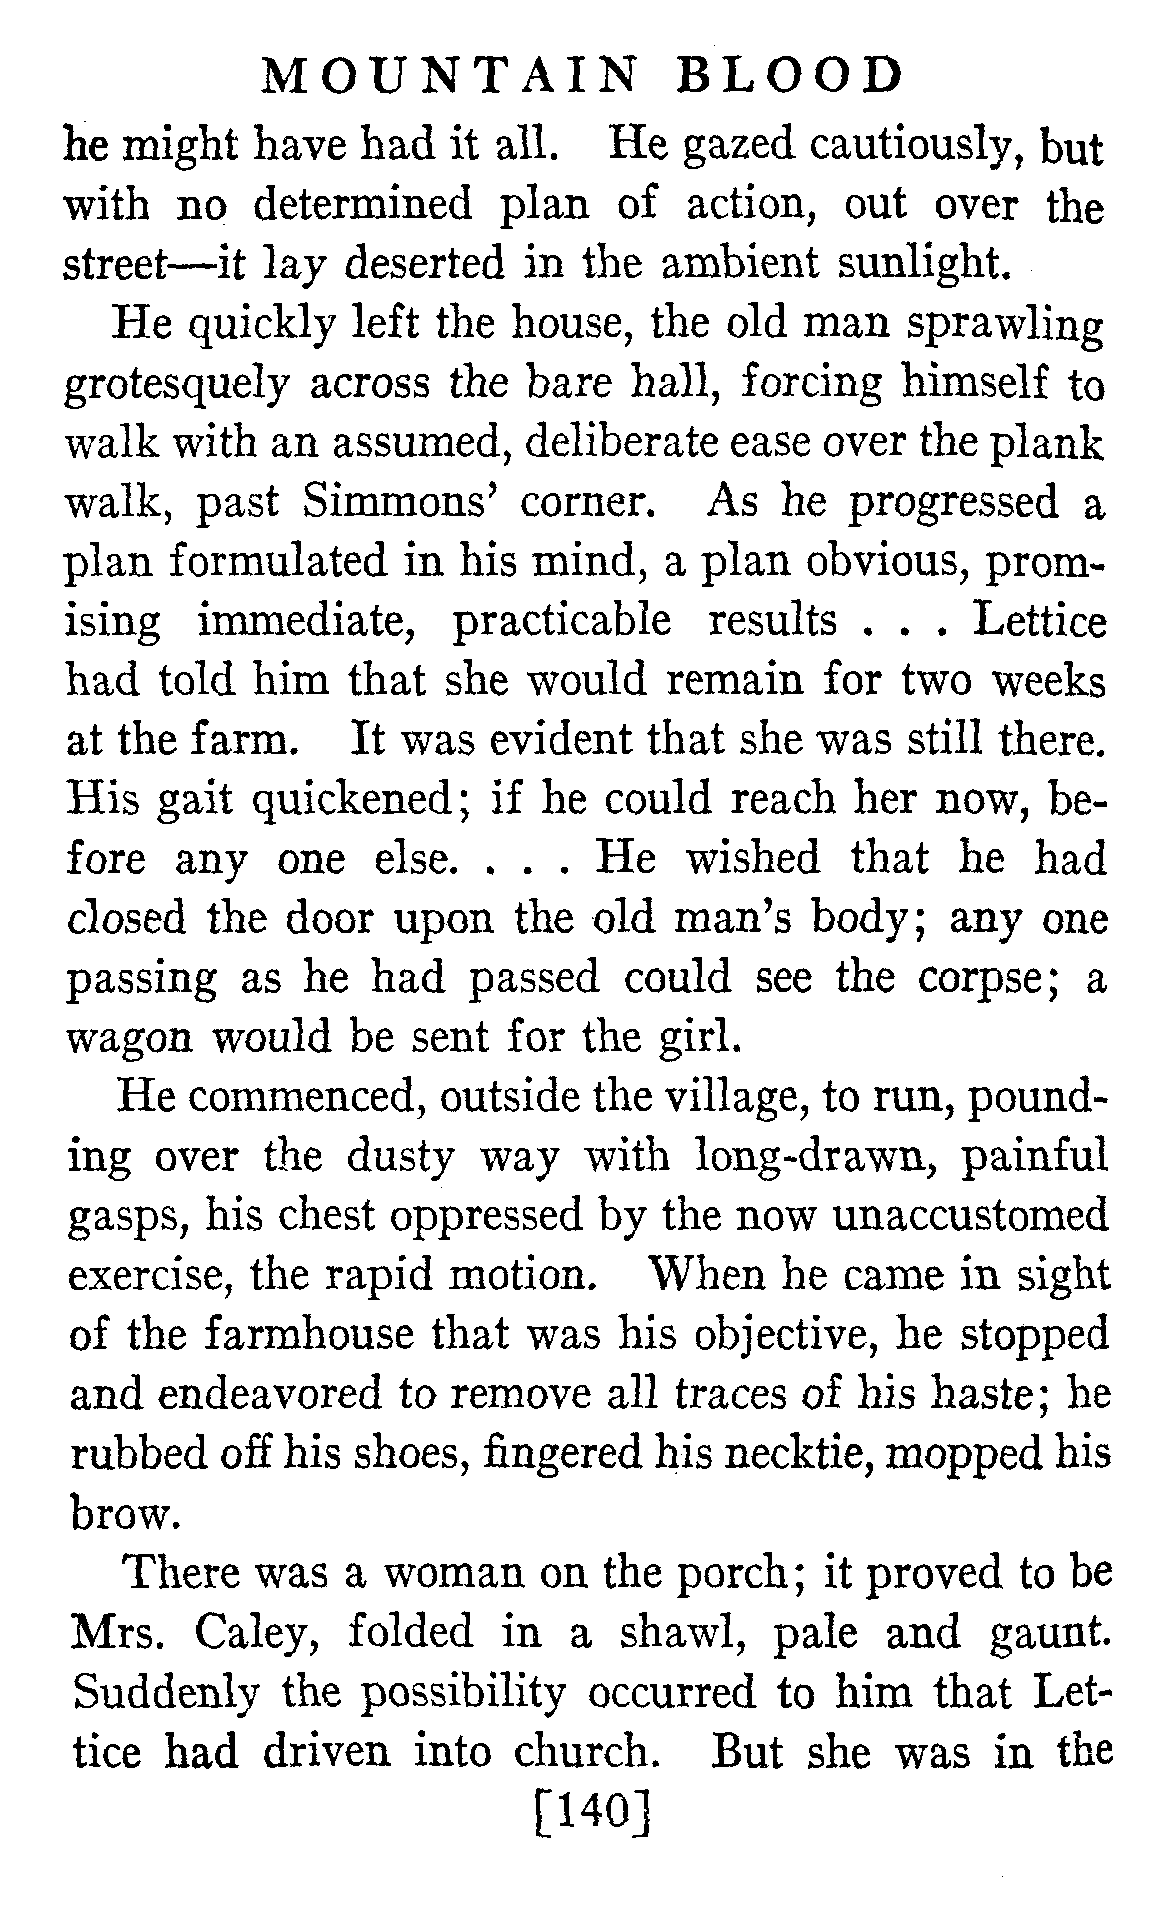 MOUNTAIN BLOOD
he might have had it all. He gazed cautiously, but
with no determined plan of action, out over the
street—it lay deserted in the ambient sunlight.
He quickly left the house, the old man sprawling
grotesquely across the bare hall, forcing himself to
walk with an assumed, deliberate ease over the plank
walk, past Simmons' corner. As he progressed a
plan formulated in his mind, a plan obvious, prom-
ising immediate, practicable results . . . Lettice
had told him that she would remain for two weeks
at the farm. It was evident that she was still there.
His gait quickened; if he could reach her now, be-
fore any one else. . . . He wished that he had
closed the door upon the old man's body; any one
passing as he had passed could see the corpse; a
wagon would be sent for the girl.
He commenced, outside the village, to run, pound-
ing over the dusty way with long-drawn, painful
gasps, his chest oppressed by the now unaccustomed
exercise, the rapid motion. When he came in sight
of the farmhouse that was his objective, he stopped
and endeavored to remove all traces of his haste; he
rubbed off his shoes, fingered his necktie, mopped his
brow.
There was a woman on the porch; it proved to be
Mrs. Caley, folded in a shawl, pale and gaunt.
Suddenly the possibility occurred to him that Let-
tice had driven into church. But she was in the
[140]